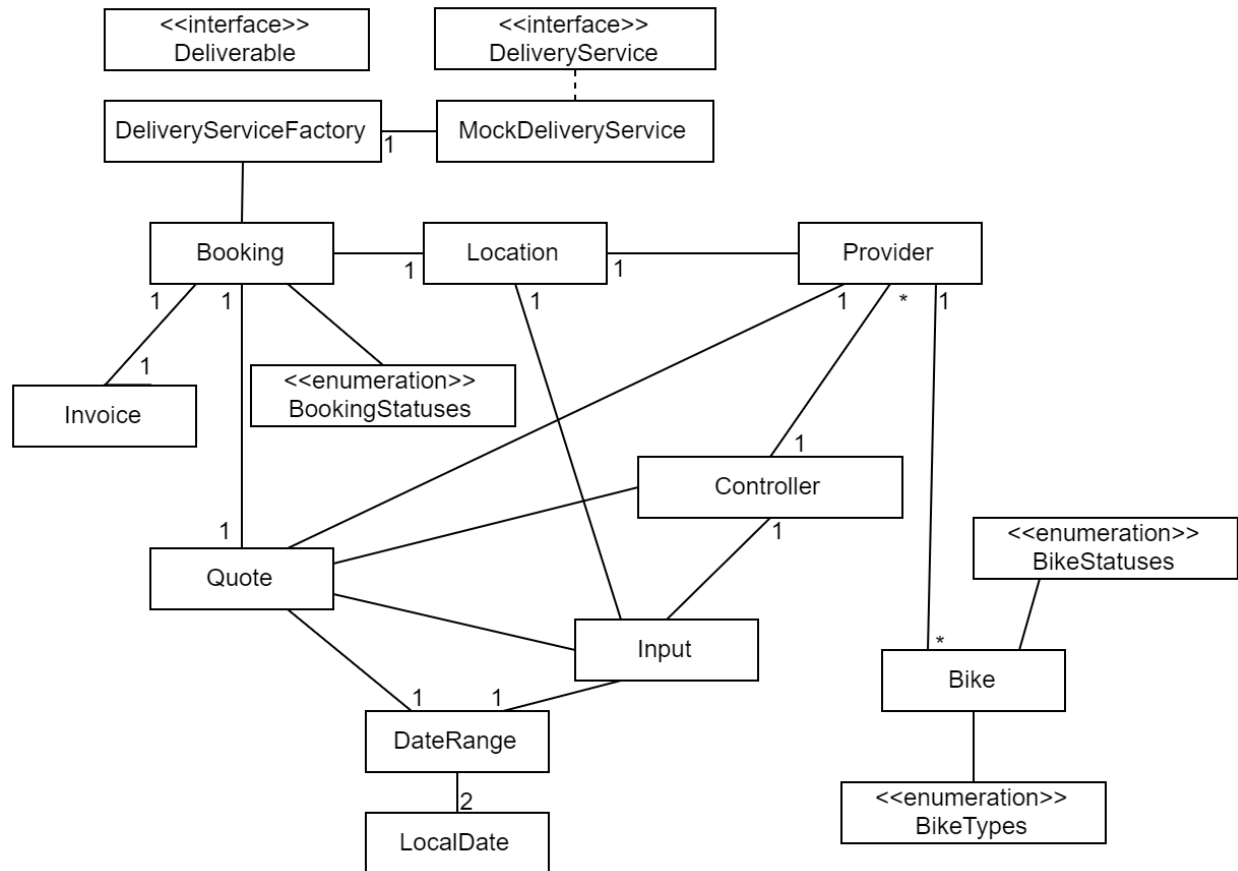 <<interface>>
Deliverable
<<interface>>
DeliveryService
DeliveryServiceFactory
1
MockDeliveryService
Booking
1
Location
1
Provider
1
1
1
1
*
1
1
<<enumeration>>
BookingStatuses
Invoice
1
Controller
1
1
<<enumeration>>
BikeStatuses
Quote
Input
*
Bike
1
1
DateRange
2
LocalDate
<<enumeration>>
BikeTypes